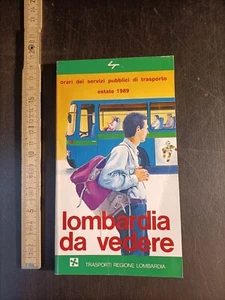 orari dei servizi pubblici di trasporto
estate 1989
lombardia
da vedere
TRASPORTI REGIONE LOMBARDIA